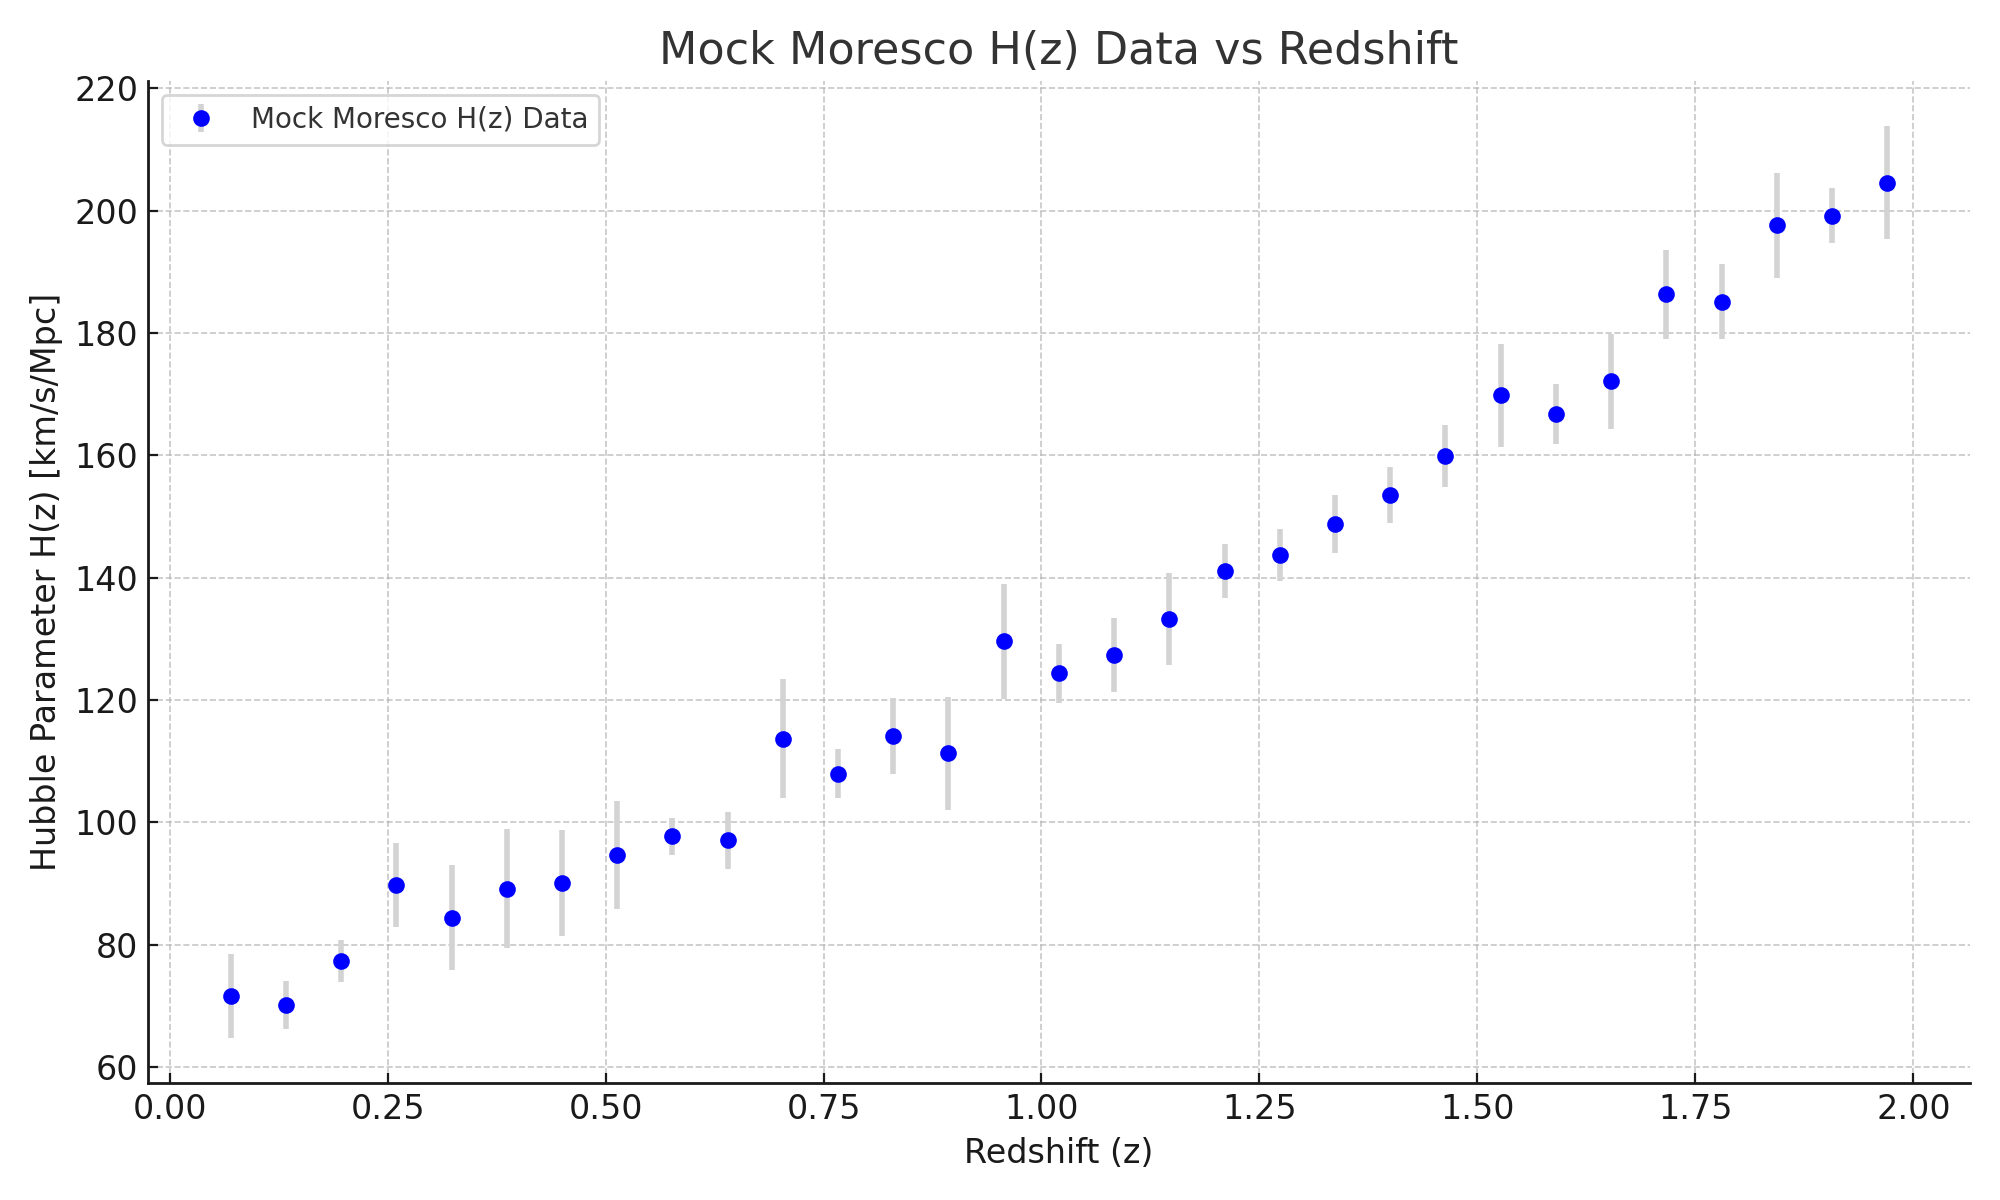 Mock Moresco H(z) Data vs Redshift
Mock Moresco H(z) Data
Hubble Parameter H(z) [km/s/Mpc]
220
200
180
160
140
120
100
80
60
0.00 0.25 0.50 0.75 1.00 1.25 1.50 1.75 2.00
Redshift (z)